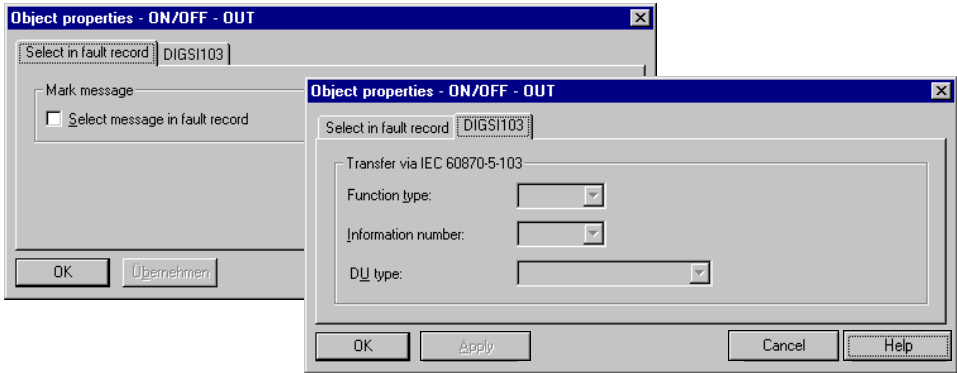 Object properties - ON/OFF - OUT
Select in fault record DIGSI103
Mark message
Select message in fault record
OK Übernehmen
Object properties - ON/OFF - OUT
Select in fault record DIGSI103
Transfer via IEC 60870-5-103
Function type:
Information number:
DU type:
OK Apply Cancel Help